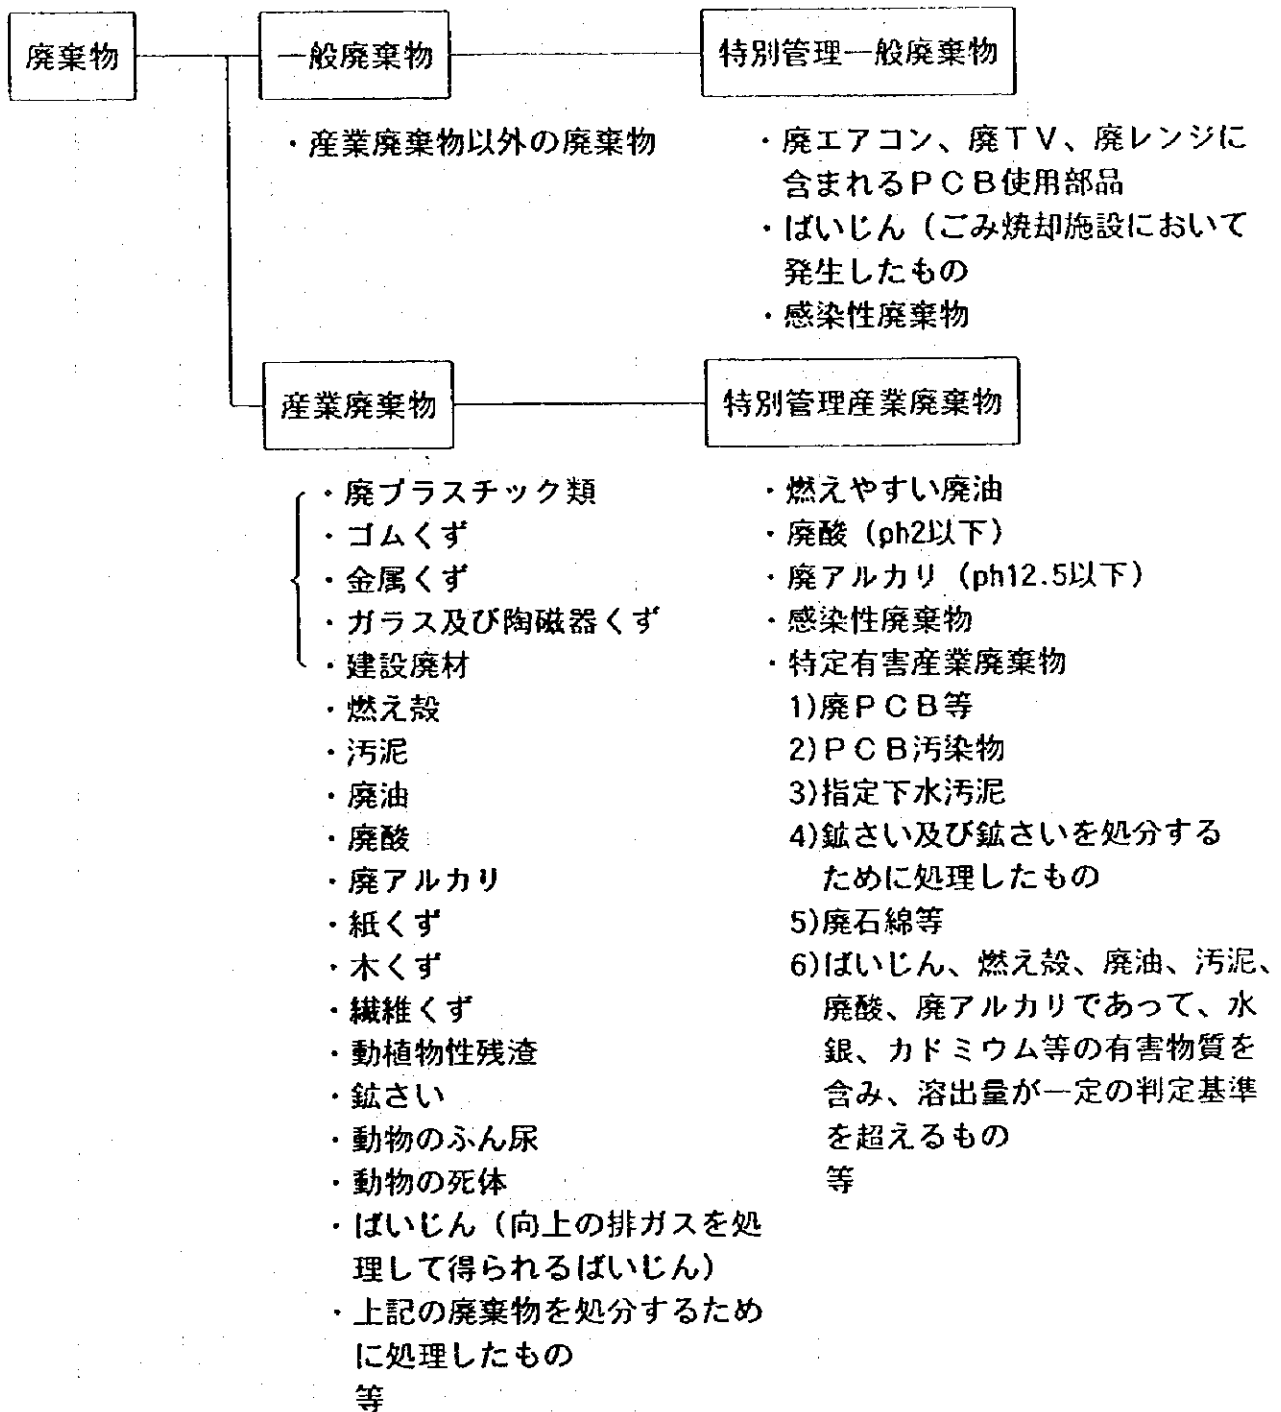 廃棄物
一般廃棄物
特別管理一般廃棄物
・産業廃棄物以外の廃棄物
・廃エアコン、廃TV、廃レンジに
含まれるPCB使用部品
・ばいじん（ごみ焼却施設において
発生したもの
・感染性廃棄物
産業廃棄物
特別管理産業廃棄物
・廃プラスチック類
・ゴムくず
・金属くず
・ガラス及び陶磁器くず
・建設廃材
・燃え殻
・汚泥
・廃油
・廃酸
・廃アルカリ
・紙くず
・木くず
・繊維くず
・動植物性残渣
・鉱さい
・動物のふん尿
・動物の死体
・ばいじん（向上の排ガスを処
理して得られるばいじん）
・上記の廃棄物を処分するため
に処理したもの
等
・燃えやすい廃油
・廃酸（ph2以下）
・廃アルカリ（ph12.5以下）
・感染性廃棄物
・特定有害産業廃棄物
1)廃PCB等
2)PCB汚染物
3)指定下水汚泥
4)鉱さい及び鉱さいを処分する
ために処理したもの
5)廃石綿等
6)ばいじん、燃え殻、廃油、汚泥、
廃酸、廃アルカリであって、水
銀、カドミウム等の有害物質を
含み、溶出量が一定の判定基準
を超えるもの
等